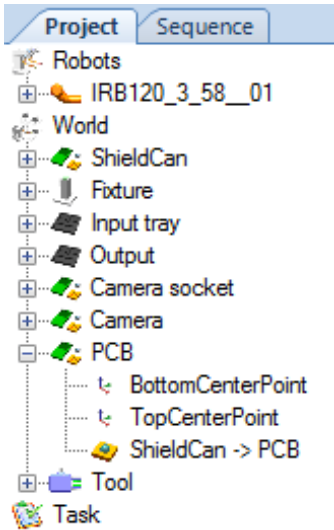 Project Sequence
Robots
IRB120_3_58__01
World
ShieldCan
Fixture
Input tray
Output
Camera socket
Camera
PCB
BottomCenterPoint
TopCenterPoint
ShieldCan -> PCB
Tool
Task